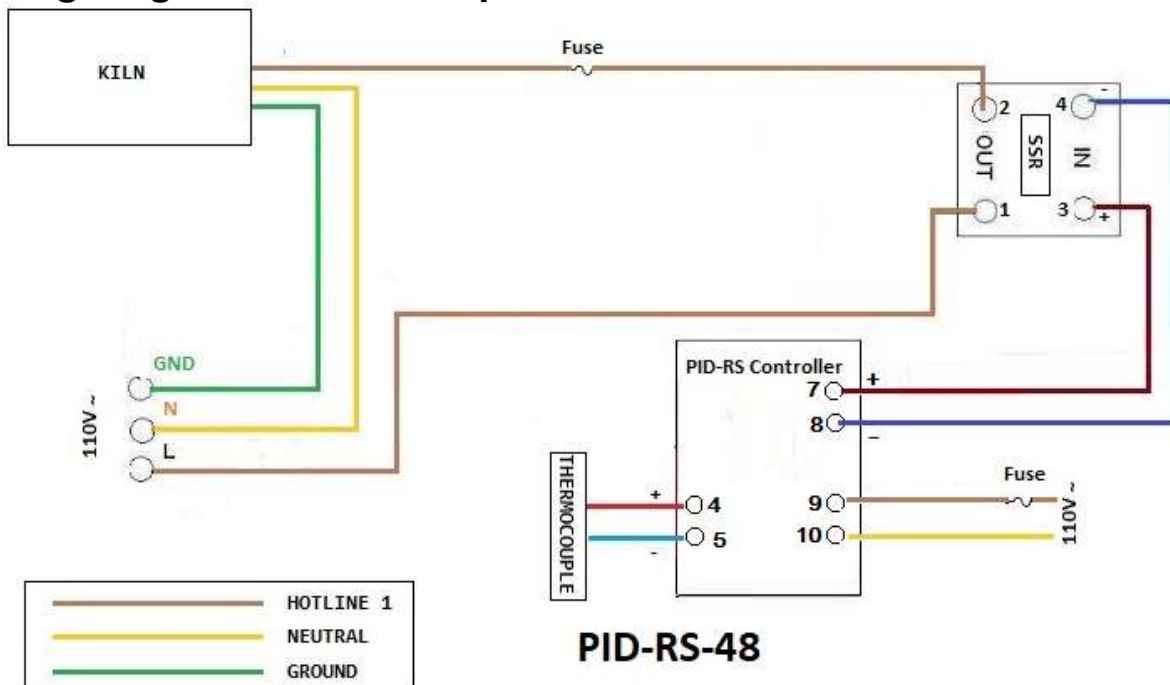 KILN
Fuse
2
4
-
OUT
SSR
IN
1
3
+
GND
N
L
110V ~
PID-RS Controller
7
+
8
-
THERMOCOUPLE
+
4
-
5
9
Fuse
10
110V ~
HOTLINE 1
NEUTRAL
GROUND
PID-RS-48